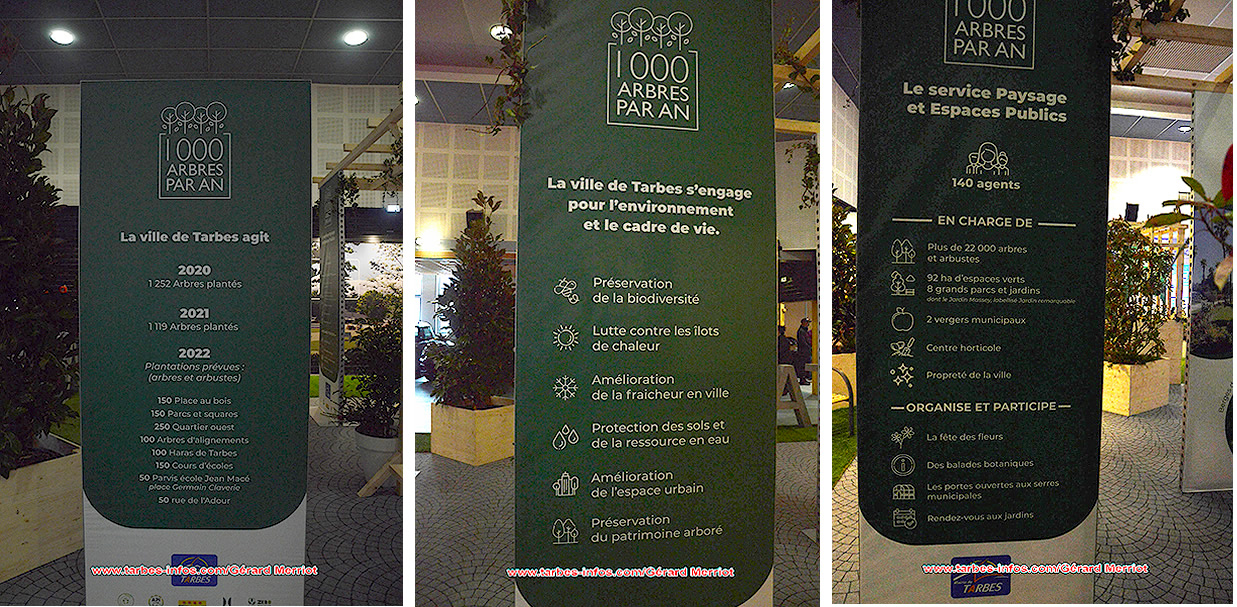 1000
ARBRES
PAR AN
La ville de Tarbes agit
2020
1 252 Arbres plantés
2021
1 119 Arbres plantés
2022
Plantations prévues :
(arbres et arbustes)
150 Place au bois
150 Parcs et squares
250 Quartier ouest
100 Arbres d'alignements
100 Haras de Tarbes
150 Cours d'écoles
50 Parvis école Jean Macé
place Germain Claverie
50 rue de l'Adour
www.tarbes-infos.com/Gérard Merriot
TARBES
1000
ARBRES
PAR AN
La ville de Tarbes s'engage
pour l'environnement
et le cadre de vie.
Préservation
de la biodiversité
Lutte contre les îlots
de chaleur
Amélioration
de la fraicheur en ville
Protection des sols et
de la ressource en eau
Amélioration
de l'espace urbain
Préservation
du patrimoine arboré
www.tarbes-infos.com/Gérard Merriot
1000
ARBRES
PAR AN
Le service Paysage
et Espaces Publics
140 agents
EN CHARGE DE
Plus de 22 000 arbres
et arbustes
92 ha d'espaces verts
8 grands parcs et jardins
dont le Jardin Massey, labellisé Jardin remarquable
2 vergers municipaux
Centre horticole
Propreté de la ville
ORGANISE ET PARTICIPE
La fête des fleurs
Des balades botaniques
Les portes ouvertes aux serres
municipales
Rendez-vous aux jardins
www.tarbes-infos.com/Gérard Merriot
TARBES